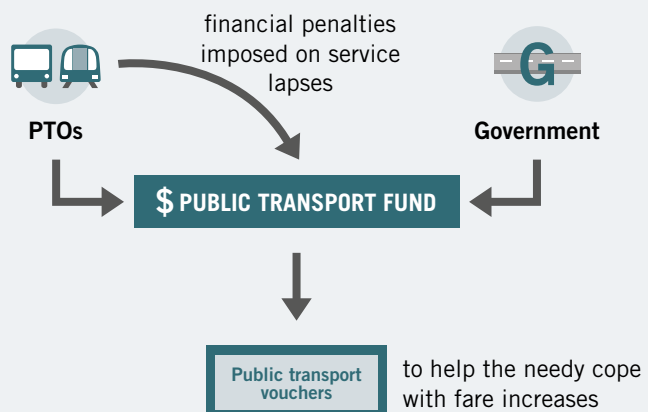 financial penalties
imposed on service
lapses
G
PTOs
Government
$ PUBLIC TRANSPORT FUND
Public transport
vouchers
to help the needy cope
with fare increases